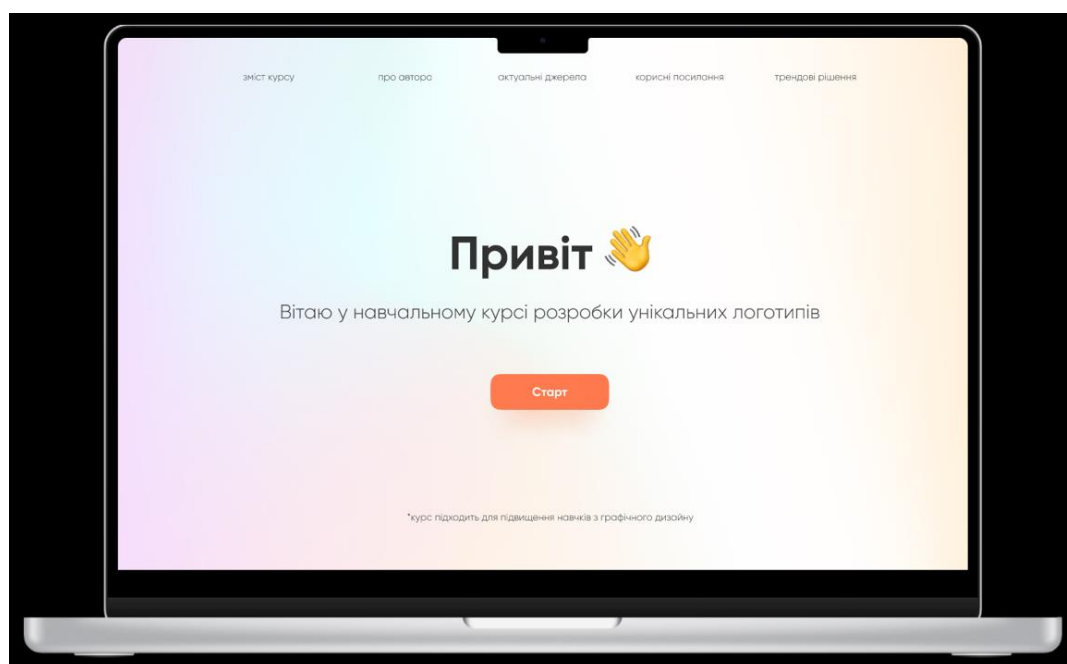 зміст курсу
про автора
актуальні джерела
корисні посилання
трендові рішення
Привіт 👋
Вітаю у навчальному курсі розробки унікальних логотипів
Старт
*курс підходить для підвищення навчків з графічного дизайну